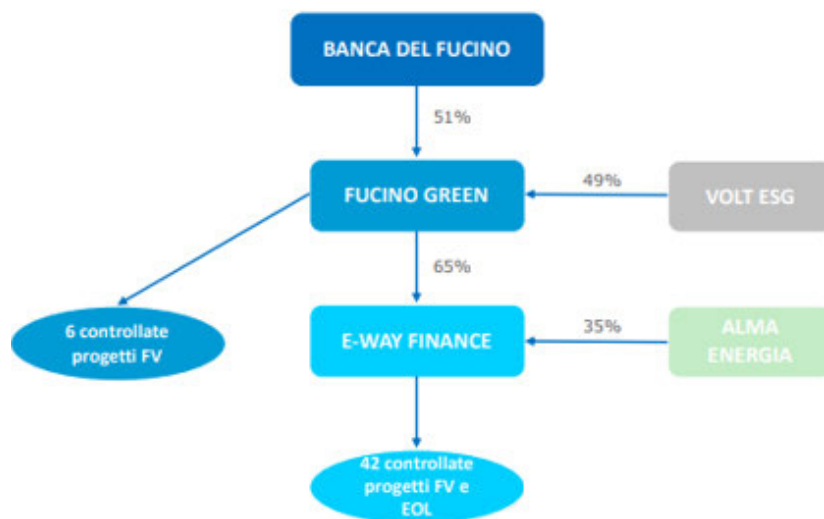 BANCA DEL FUCINO
51%
FUCINO GREEN
49%
VOLT ESG
65%
6 controllate
progetti FV
E-WAY FINANCE
35%
ALMA
ENERGIA
42 controllate
progetti FV e
EOL